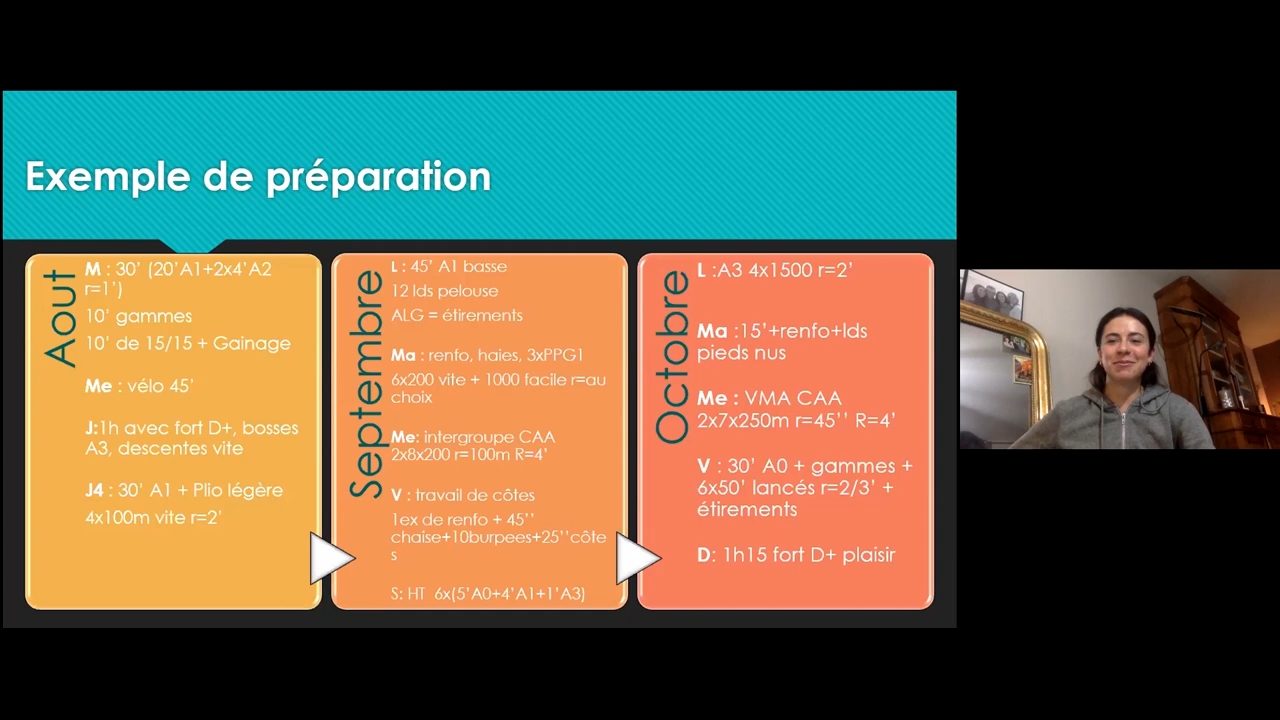 Exemple de préparation
Aout
M : 30’ (20’A1+2x4’A2
r=1’)
10’ gammes
10’ de 15/15 + Gainage
Me : vélo 45’
J:1h avec fort D+, bosses
A3, descentes vite
J4 : 30’ A1 + Plio légère
4x100m vite r=2’
Septembre
L : 45’ A1 basse
12 lds pelouse
ALG = étirements
Ma : renfo, haies, 3xPPG1
6x200 vite + 1000 facile r=au
choix
Me: intergroupe CAA
2x8x200 r=100m R=4’
V : travail de côtes
1ex de renfo + 45’’
chaise+10burpees+25’’côte
s
S: HT 6x(5’A0+4’A1+1’A3)
Octobre
L :A3 4x1500 r=2’
Ma :15’+renfo+lds
pieds nus
Me : VMA CAA
2x7x250m r=45’’ R=4’
V : 30’ A0 + gammes +
6x50’ lancés r=2/3’ +
étirements
D: 1h15 fort D+ plaisir